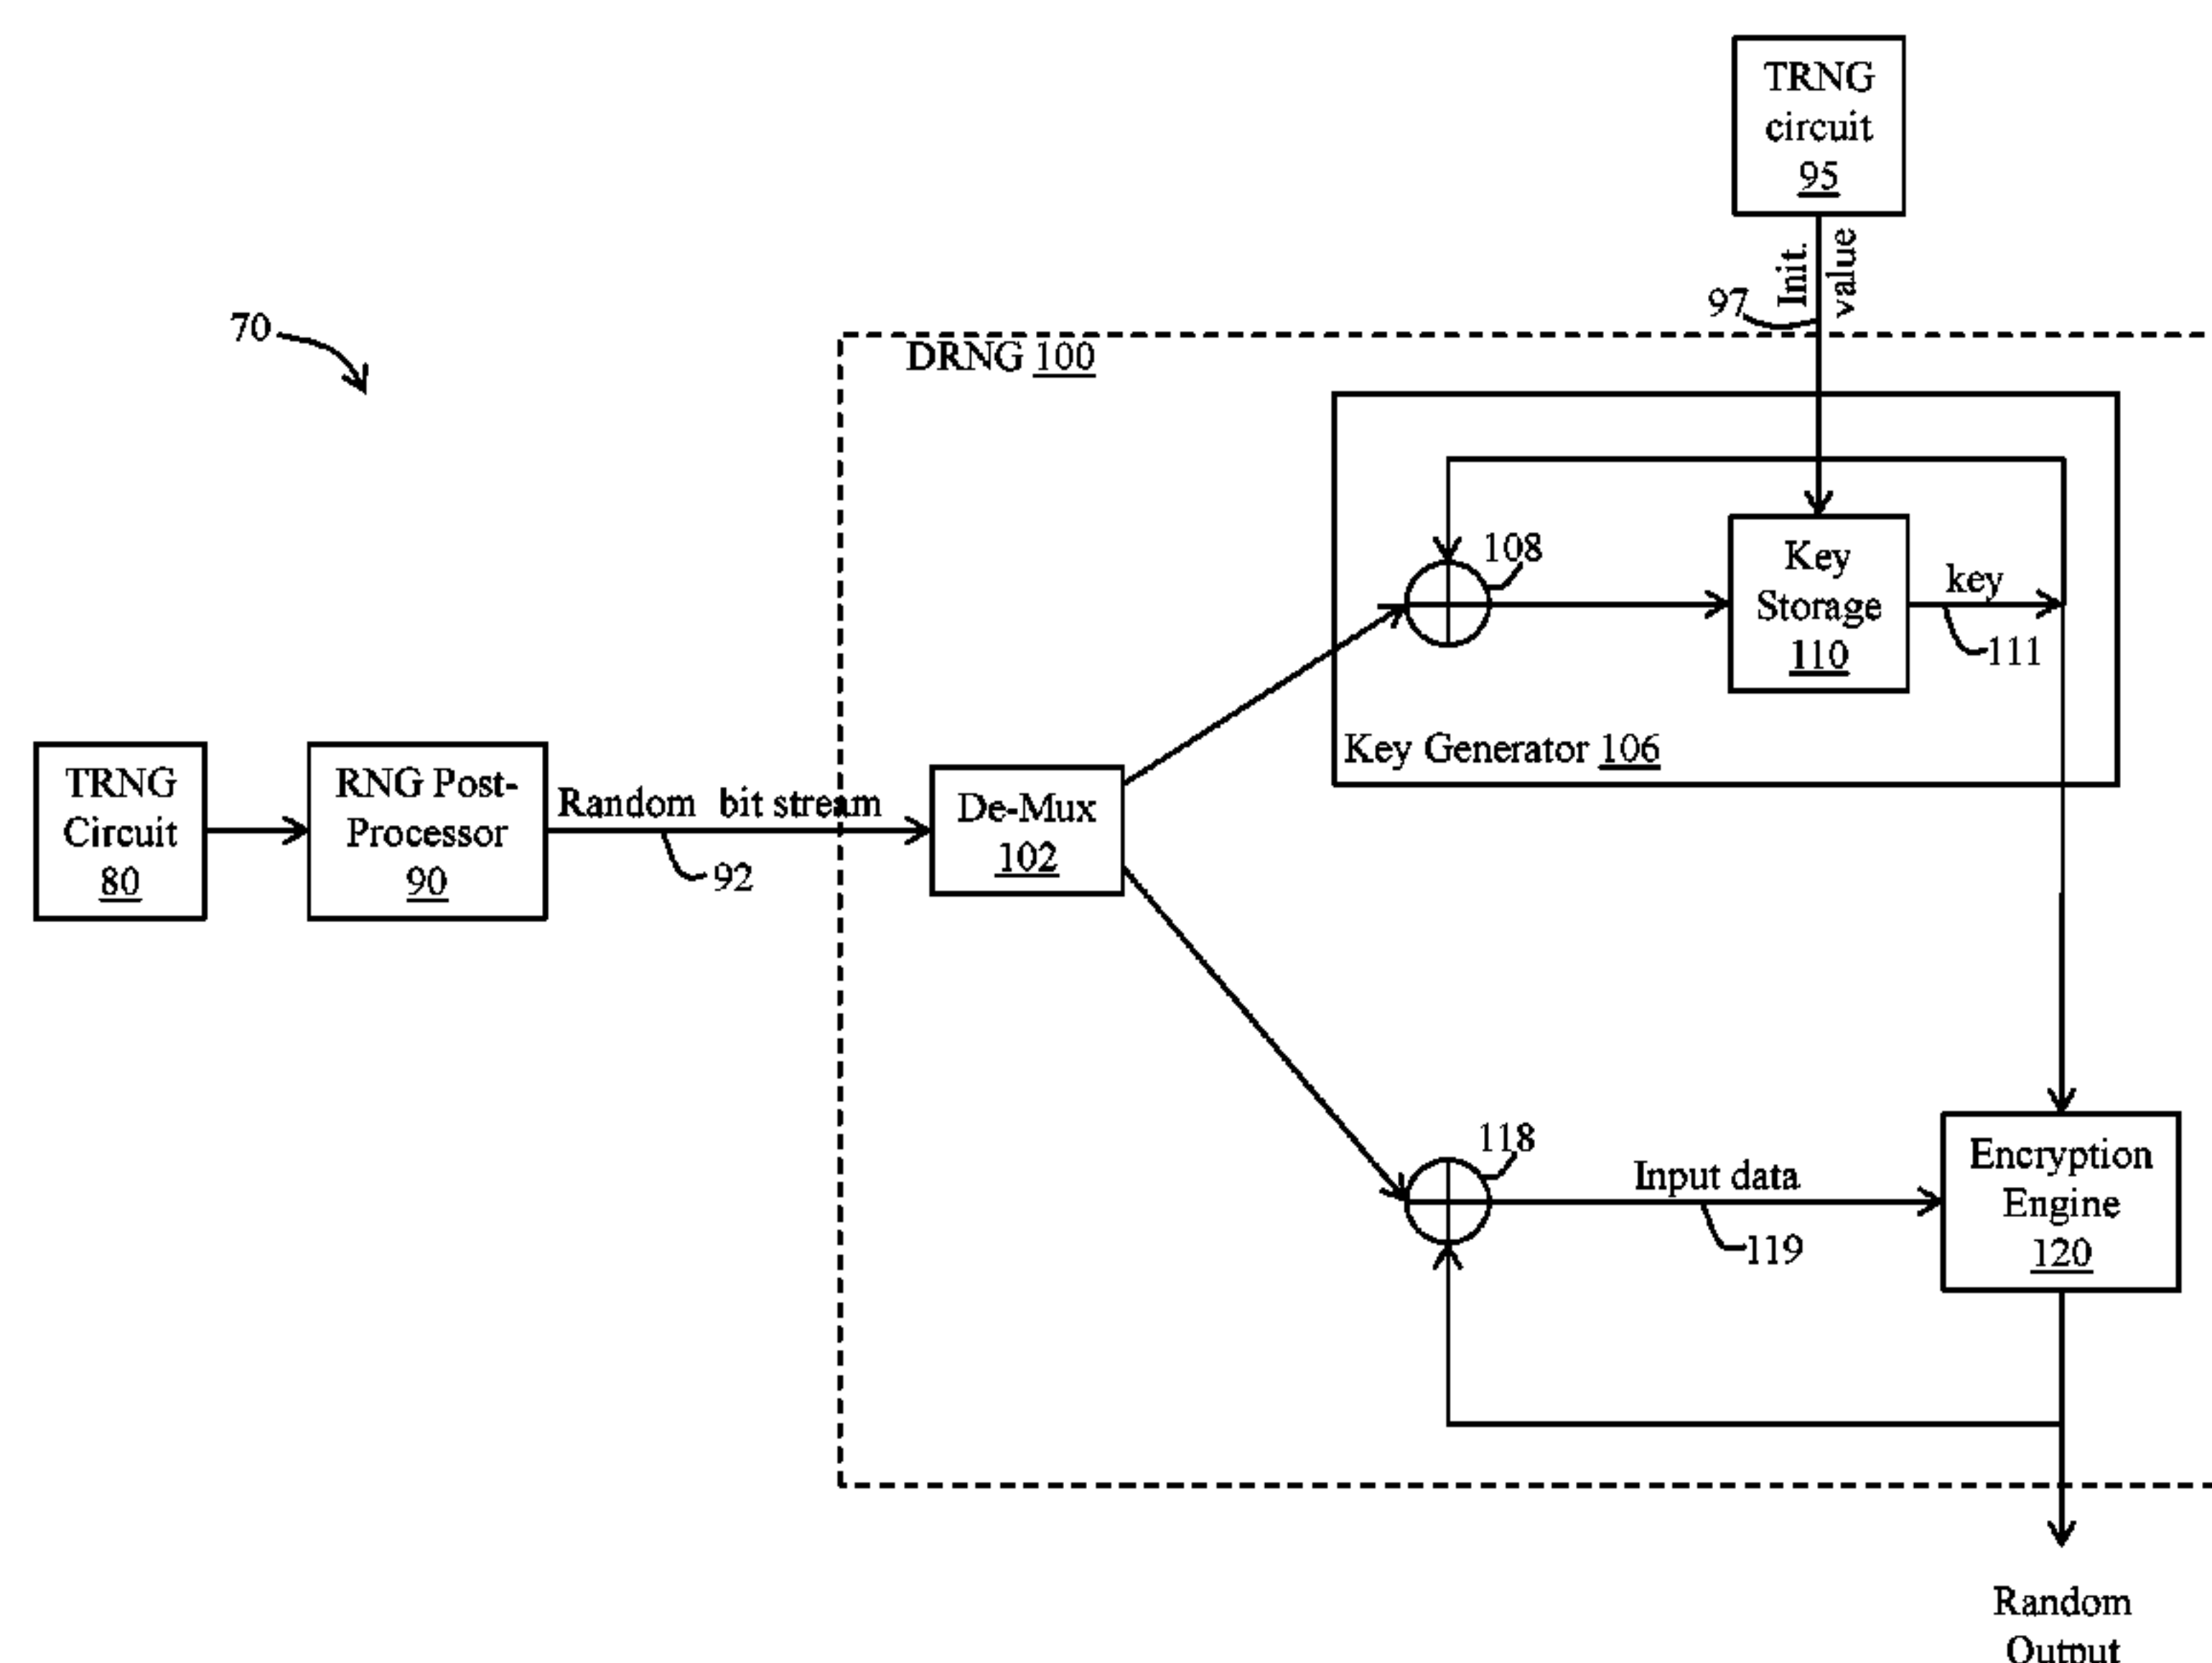 TRNG
circuit
95
Init.
value
97
70
DRNG 100
108
Key
Storage
110
key
111
Key Generator 106
TRNG
Circuit
80
RNG Post-
Processor
90
Random bit stream
92
De-Mux
102
118
Input data
119
Encryption
Engine
120
Random
Output